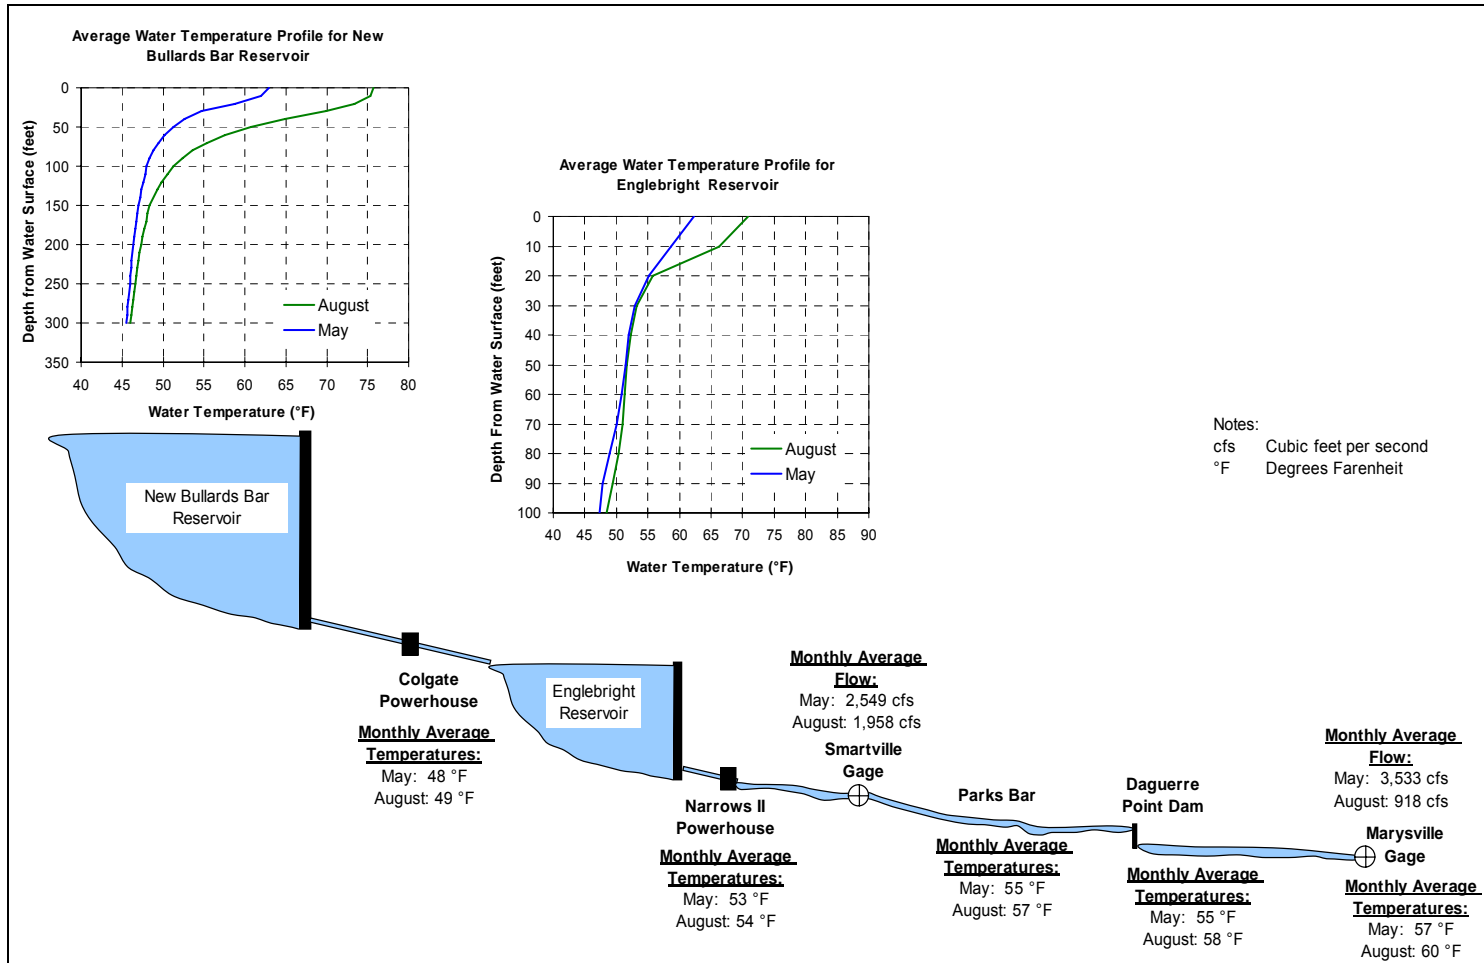 Average Water Temperature Profile for New
Bullards Bar Reservoir
Depth from Water Surface (feet)
0
50
100
150
200
250
300
350
40 45 50 55 60 65 70 75 80
Water Temperature (°F)
August
May
Average Water Temperature Profile for
Englebright Reservoir
Depth From Water Surface (feet)
0
10
20
30
40
50
60
70
80
90
100
40 45 50 55 60 65 70 75 80 85 90
Water Temperature (°F)
August
May
Notes:
cfs Cubic feet per second
°F Degrees Farenheit
New Bullards Bar
Reservoir
Colgate
Powerhouse
Monthly Average
Temperatures:
May: 48 °F
August: 49 °F
Englebright
Reservoir
Narrows II
Powerhouse
Monthly Average
Temperatures:
May: 53 °F
August: 54 °F
Monthly Average
Flow:
May: 2,549 cfs
August: 1,958 cfs
Smartville
Gage
Parks Bar
Monthly Average
Temperatures:
May: 55 °F
August: 57 °F
Daguerre
Point Dam
Monthly Average
Temperatures:
May: 55 °F
August: 58 °F
Monthly Average
Flow:
May: 3,533 cfs
August: 918 cfs
Marysville
Gage
Monthly Average
Temperatures:
May: 57 °F
August: 60 °F